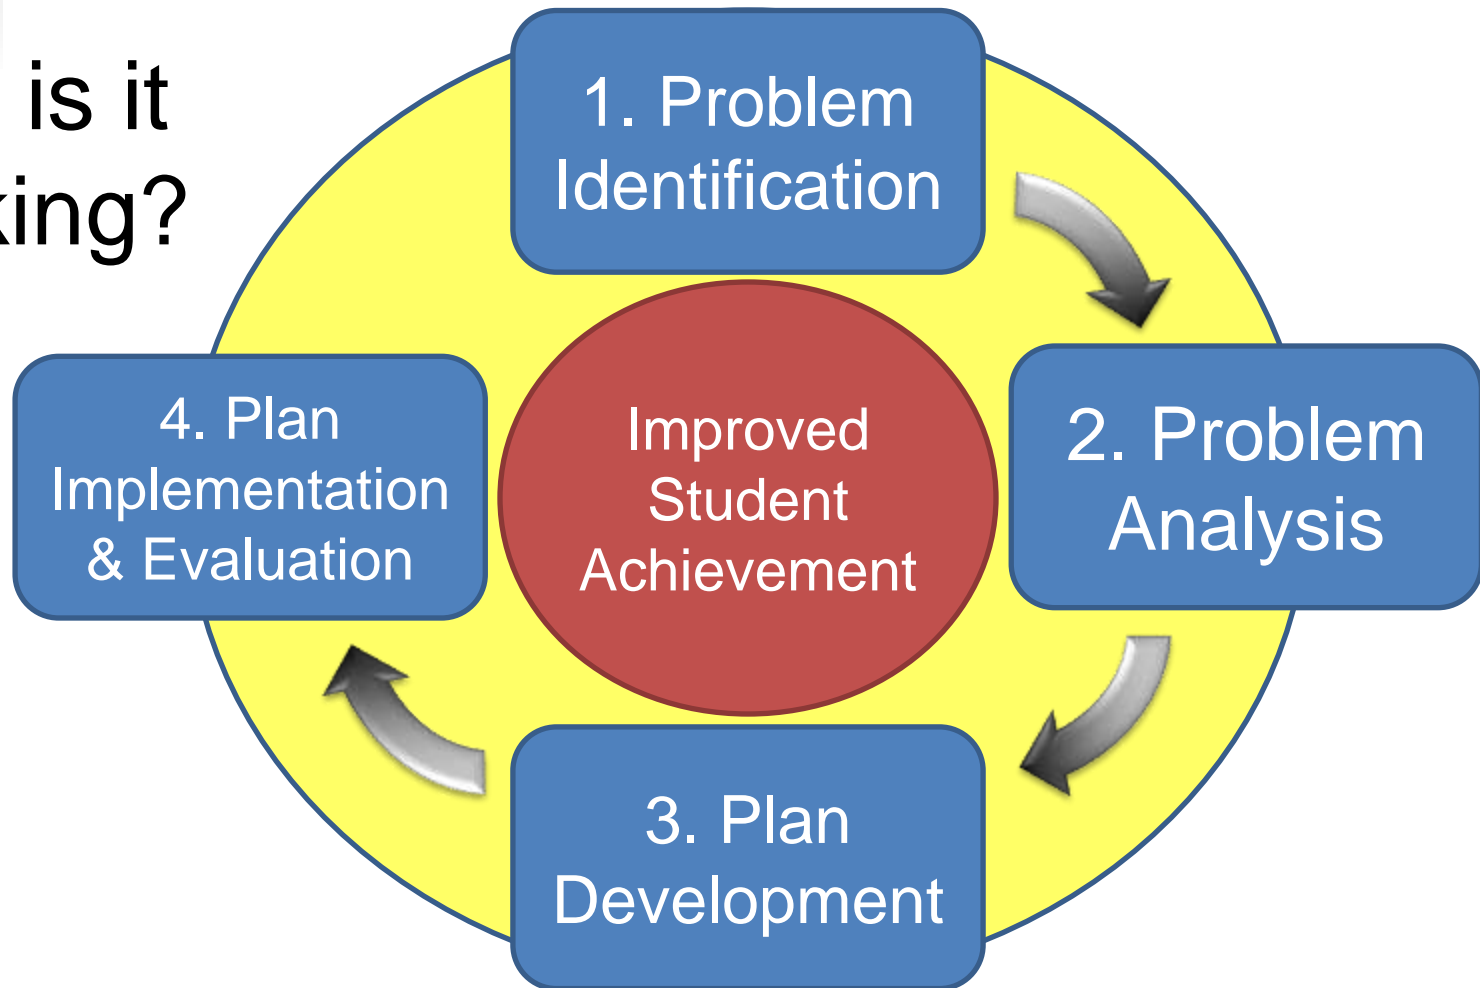 is it
king?
1. Problem
Identification
2. Problem
Analysis
3. Plan
Development
4. Plan
Implementation
& Evaluation
Improved
Student
Achievement